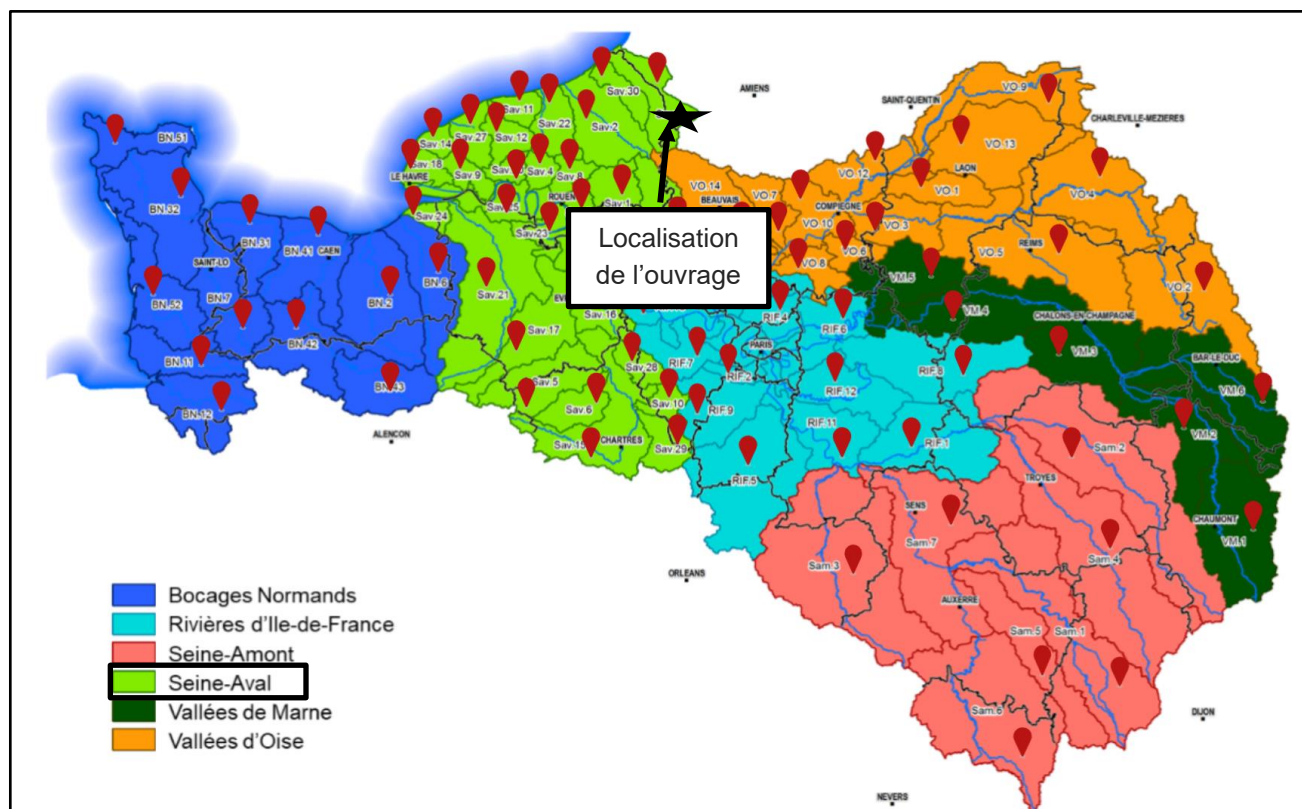 AMIENS
SAINT-QUENTIN
VO.9
CHARLEVILLE-MEZIERES
Sav.30
Sav.11
Sav.22
Sav.2
Sav.27
Sav.12
Sav.14
Sav.18
Sav.9
Sav.4
Sav.8
LE HAVRE
ROUEN
Sav.1
Sav.25
Sav.24
Sav.23
BN.51
BN.32
BN.31
BN.41
CAEN
SAINT-LO
BN.52
BN.7
BN.2
BN.6
BN.11
BN.42
BN.43
BN.12
ALENCON
VO.13
LAON
VO.12
VO.1
VO.4
VO.14
VO.7
BEAUVAIS
COMPIEGNE
VO.10
VO.3
VO.6
VO.8
VO.5
REIMS
VO.2
Localisation
de l’ouvrage
Sav.21
Sav.16
Sav.17
Sav.28
Sav.5
Sav.6
Sav.10
Sav.15
CHARTRES
Sav.29
RIF.4
RIF.6
PARIS
RIF.7
RIF.2
RIF.12
RIF.8
RIF.9
RIF.11
RIF.1
RIF.5
VM.5
VM.4
CHALONS-EN-CHAMPAGNE
VM.3
BAR-LE-DUC
VM.6
VM.2
CHAUMONT
VM.1
Sam.2
TROYES
SENS
Sam.7
Sam.4
Sam.3
ORLEANS
AUXERRE
Sam.5
Sam.1
Sam.6
DIJON
NEVERS
Bocages Normands
Rivières d'Ile-de-France
Seine-Amont
Seine-Aval
Vallées de Marne
Vallées d'Oise